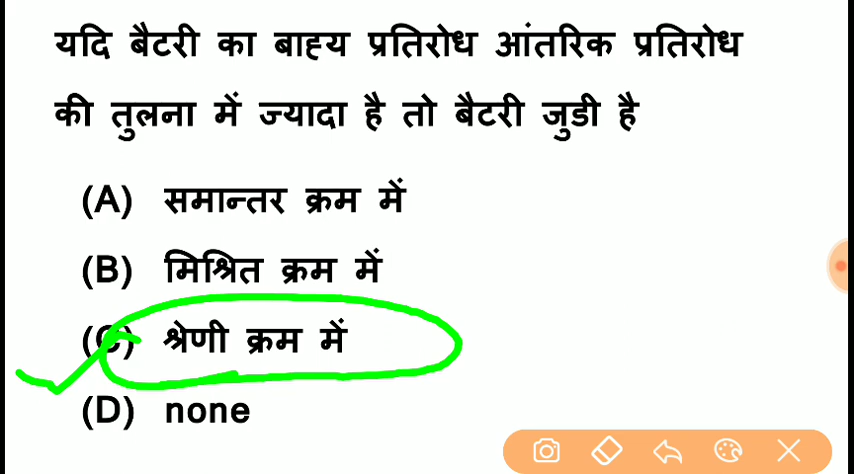 यदि बैटरी का बाह्य प्रतिरोध आंतरिक प्रतिरोध
की तुलना में ज्यादा है तो बैटरी जुडी है
(A) समान्तर क्रम में
(B) मिश्रित क्रम में
(C) श्रेणी क्रम में
(D) none